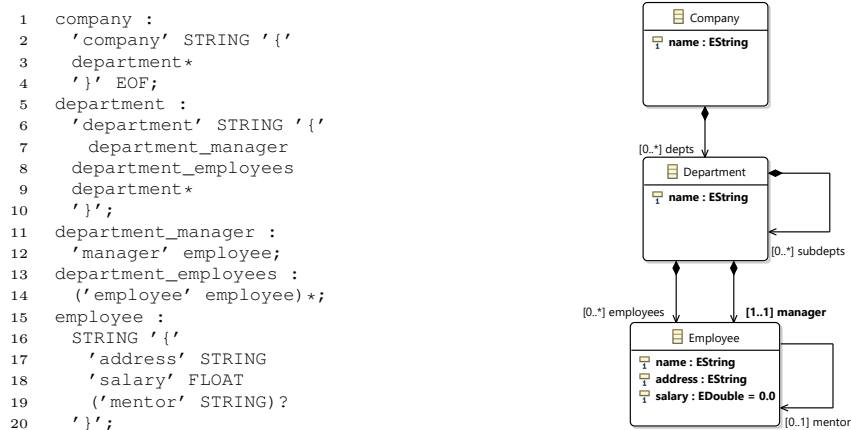 1 company :
2 ’company’ STRING ’{’
3 department*
4 ’}’ EOF;
5 department :
6 ’department’ STRING ’{’
7 department_manager
8 department_employees
9 department*
10 ’}’;
11 department_manager :
12 ’manager’ employee;
13 department_employees :
14 (’employee’ employee)*;
15 employee :
16 STRING ’{’
17 ’address’ STRING
18 ’salary’ FLOAT
19 (’mentor’ STRING)?
20 ’}’;
Company
name : EString
[0..*] depts
Department
name : EString
[0..*] subdepts
[0..*] employees
[1..1] manager
Employee
name : EString
address : EString
salary : EDouble = 0.0
[0..1] mentor